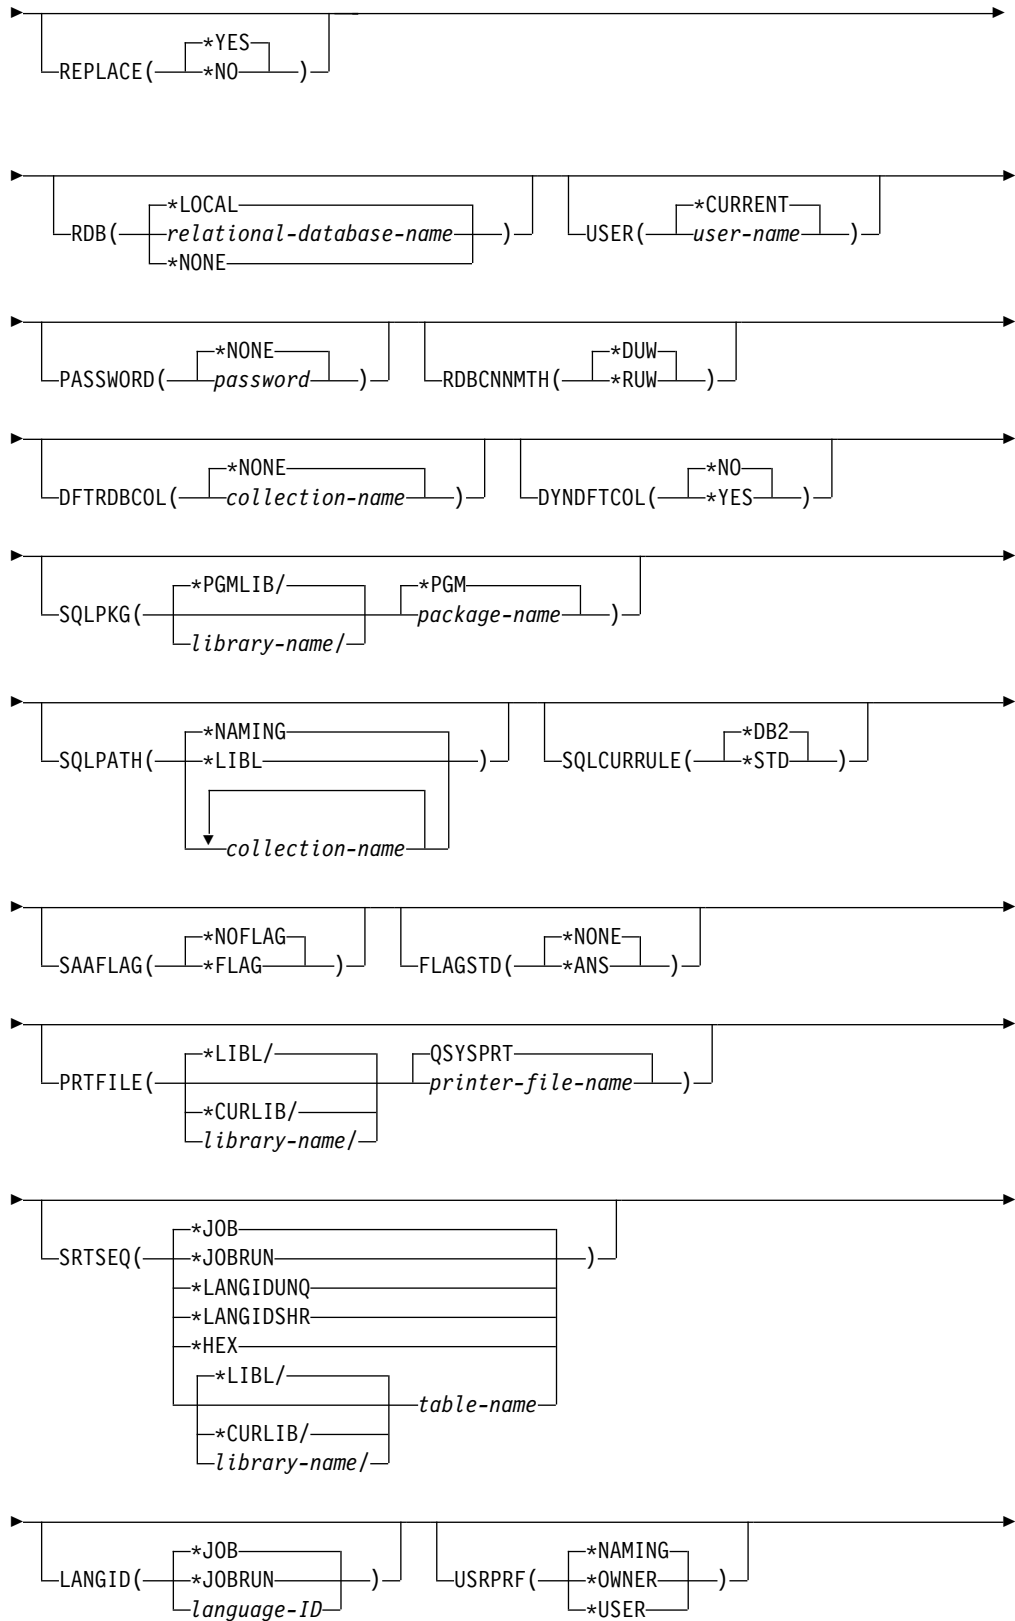 *YES
REPLACE( *NO )
*LOCAL *CURRENT
RDB( relational-database-name ) USER( user-name )
*NONE
*NONE *DUW
PASSWORD( password ) RDBCNNMTH( *RUW )
*NONE *NO
DFTRDBCOL( collection-name ) DYNDFTCOL( *YES )
*PGMLIB/ *PGM
SQLPKG( package-name )
library-name/
*NAMING *DB2
SQLPATH( *LIBL ) SQLCURRULE( *STD )
collection-name
*NOFLAG *NONE
SAAFLAG( *FLAG ) FLAGSTD( *ANS )
*LIBL/ QSYSPRT
PRTFILE( printer-file-name )
*CURLIB/
library-name/
*JOB
SRTSEQ( *JOBRUN )
*LANGIDUNQ
*LANGIDSHR
*HEX
*LIBL/
table-name
*CURLIB/
library-name/
*JOB *NAMING
LANGID( *JOBRUN ) USRPRF( *OWNER )
language-ID *USER